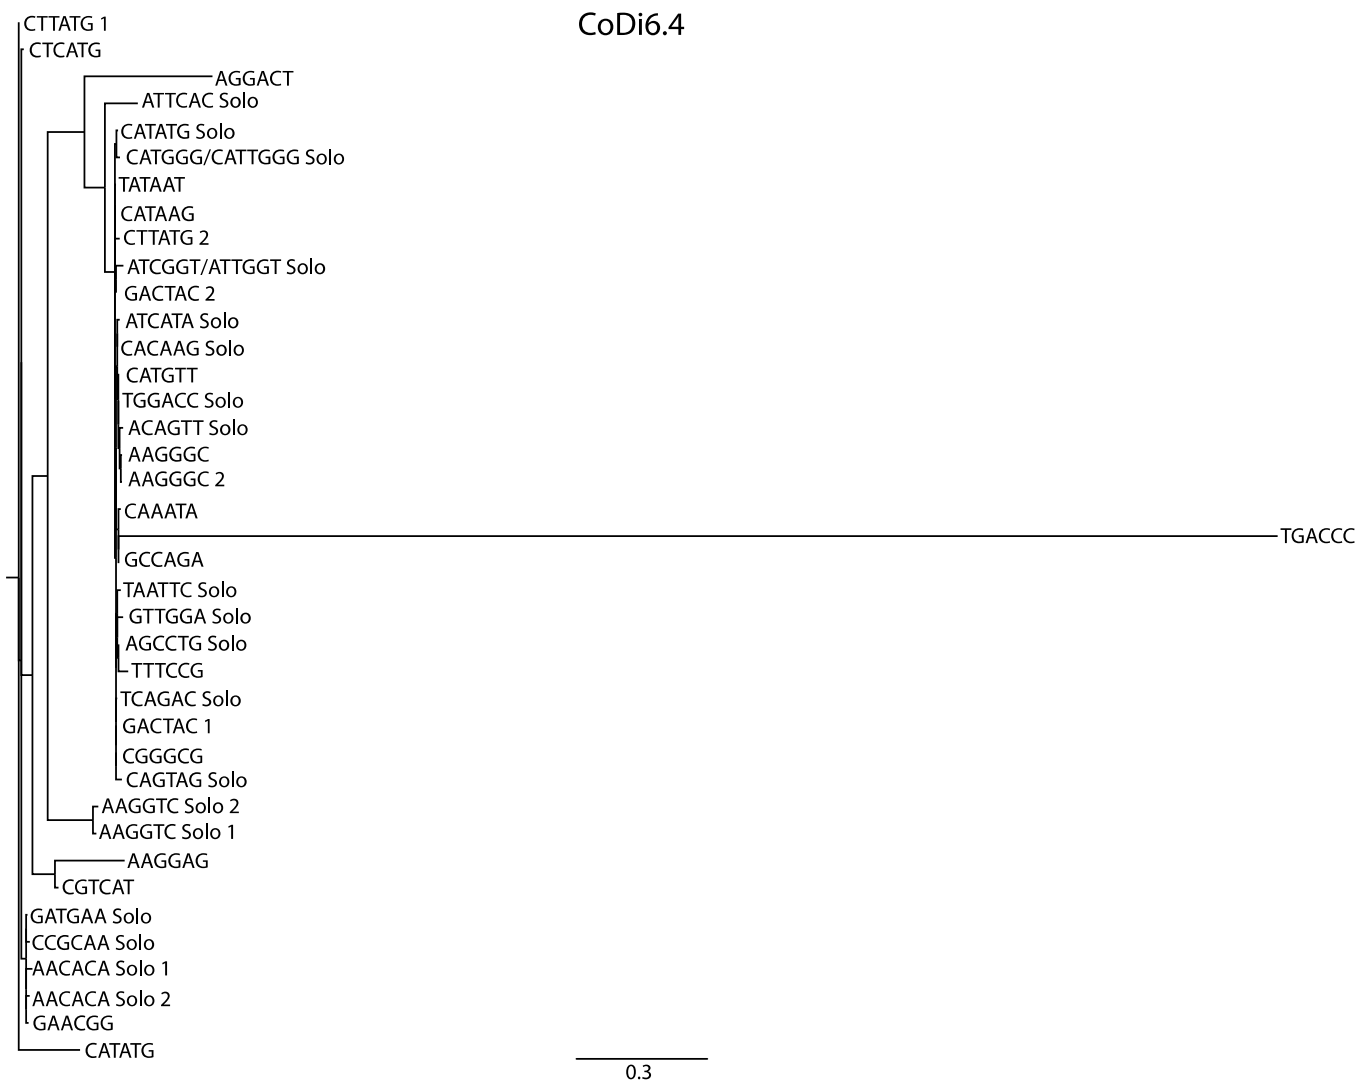 CoDi6.4
CTTATG 1
CTCATG
AGGACT
ATTCAC Solo
CATATG Solo
CATGGG/CATTGGG Solo
TATAAT
CATAAG
CTTATG 2
ATCGGT/ATTGGT Solo
GACTAC 2
ATCATA Solo
CACAAG Solo
CATGTT
TGGACC Solo
ACAGTT Solo
AAGGGC
AAGGGC 2
CAAATA
TGACCC
GCCAGA
TAATTC Solo
GTTGGA Solo
AGCCTG Solo
TTTCCG
TCAGAC Solo
GACTAC 1
CGGGCG
CAGTAG Solo
AAGGTC Solo 2
AAGGTC Solo 1
AAGGAG
CGTCAT
GATGAA Solo
CCGCAA Solo
AACACA Solo 1
AACACA Solo 2
GAACGG
CATATG
0.3